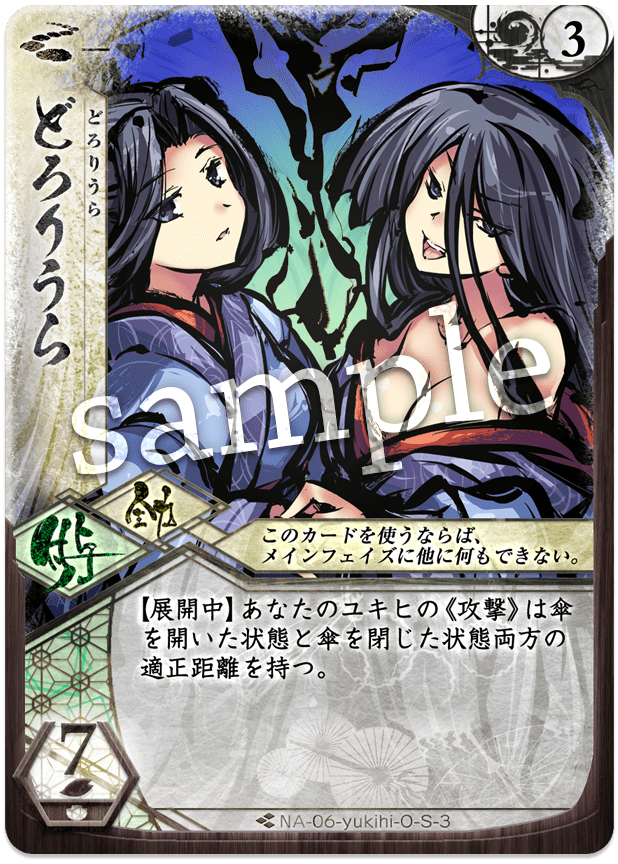 3
どろりうら
どろりうら
sample
付与
全力
このカードを使うならば、
メインフェイズに他に何もできない。
【展開中】あなたのユキヒの《攻撃》は傘
を開いた状態と傘を閉じた状態両方の
適正距離を持つ。
7
NA-06-yukihi-O-S-3